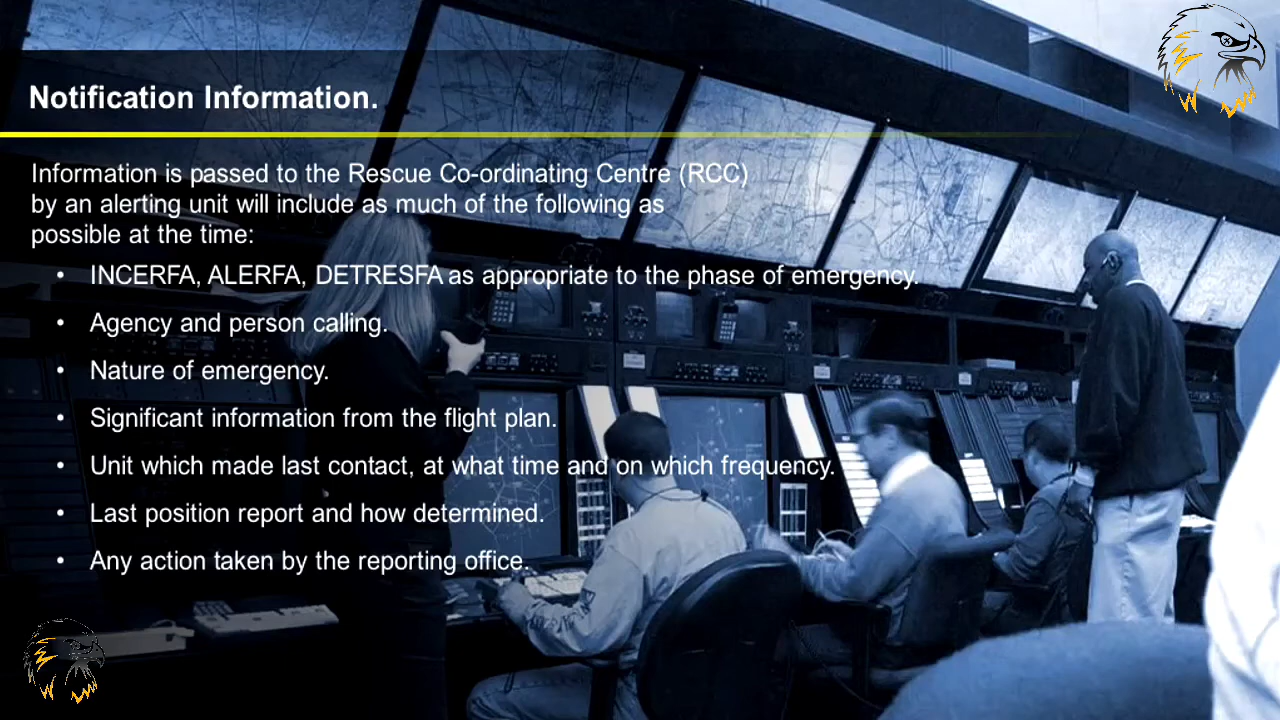 Notification Information.
Information is passed to the Rescue Co-ordinating Centre (RCC)
by an alerting unit will include as much of the following as
possible at the time:
• INCERFA, ALERFA, DETRESFA as appropriate to the phase of emergency.
• Agency and person calling.
• Nature of emergency.
• Significant information from the flight plan.
• Unit which made last contact, at what time and on which frequency.
• Last position report and how determined.
• Any action taken by the reporting office.